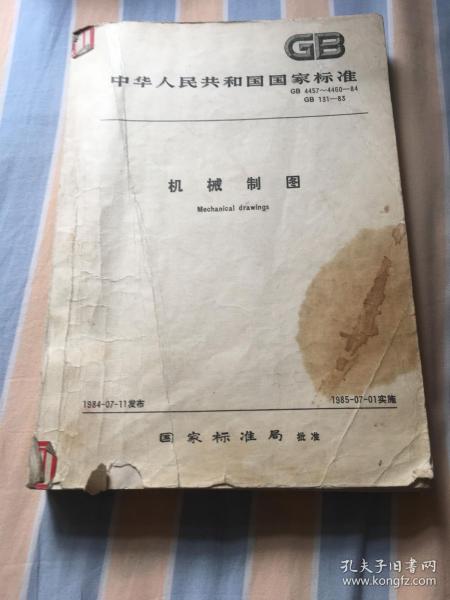 GB
中华人民共和国国家标准
GB 4457~4460—84
GB 131—83
机械制图
Mechanical drawings
1984-07-11发布
1985-07-01实施
国家标准局 批准
孔夫子旧书网
www.kongfz.com